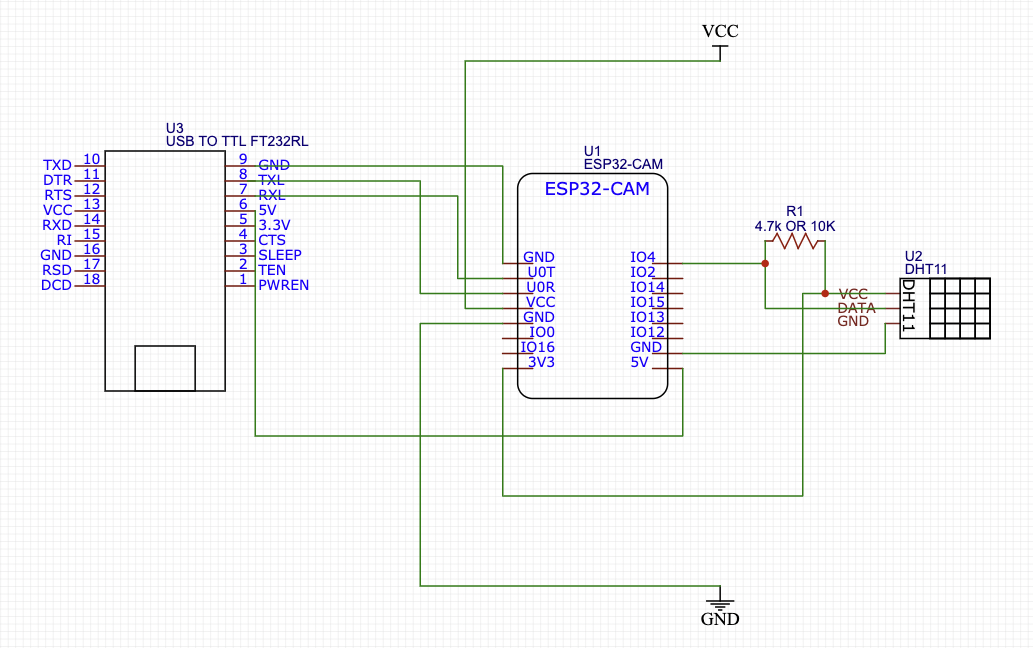 VCC
U3
USB TO TTL FT232RL
TXD 10
DTR 11
RTS 12
VCC 13
RXD 14
RI 15
GND 16
RSD 17
DCD 18
9 GND
8 TXL
7 RXL
6 5V
5 3.3V
4 CTS
3 SLEEP
2 TEN
1 PWREN
U1
ESP32-CAM
ESP32-CAM
GND
U0T
U0R
VCC
GND
IO0
IO16
3V3
IO4
IO2
IO14
IO15
IO13
IO12
GND
5V
R1
4.7k OR 10K
U2
DHT11
VCC
DATA
GND
DHT11
GND